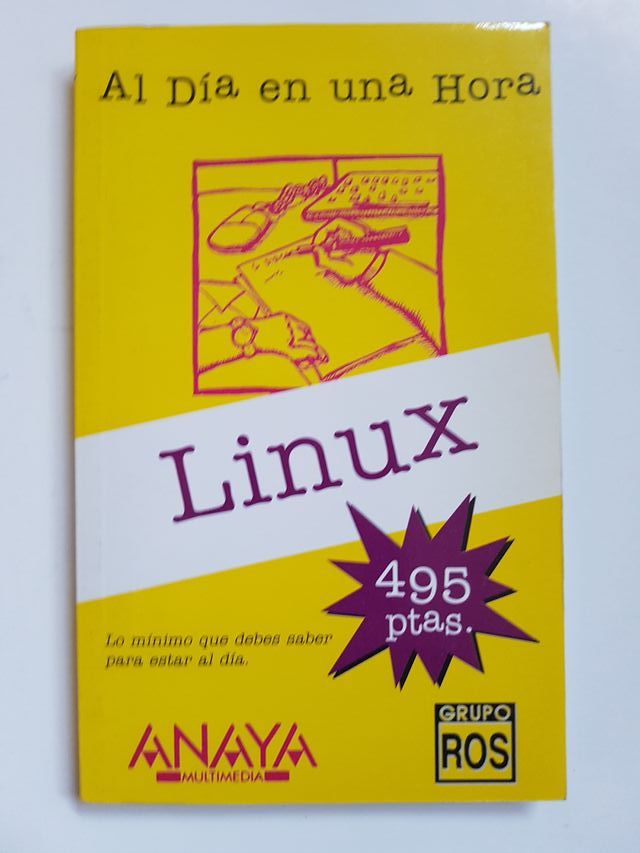 Al Día en una Hora
Linux
495
ptas.
Lo mínimo que debes saber
para estar al día.
ANAYA
MULTIMEDIA
GRUPO
ROS